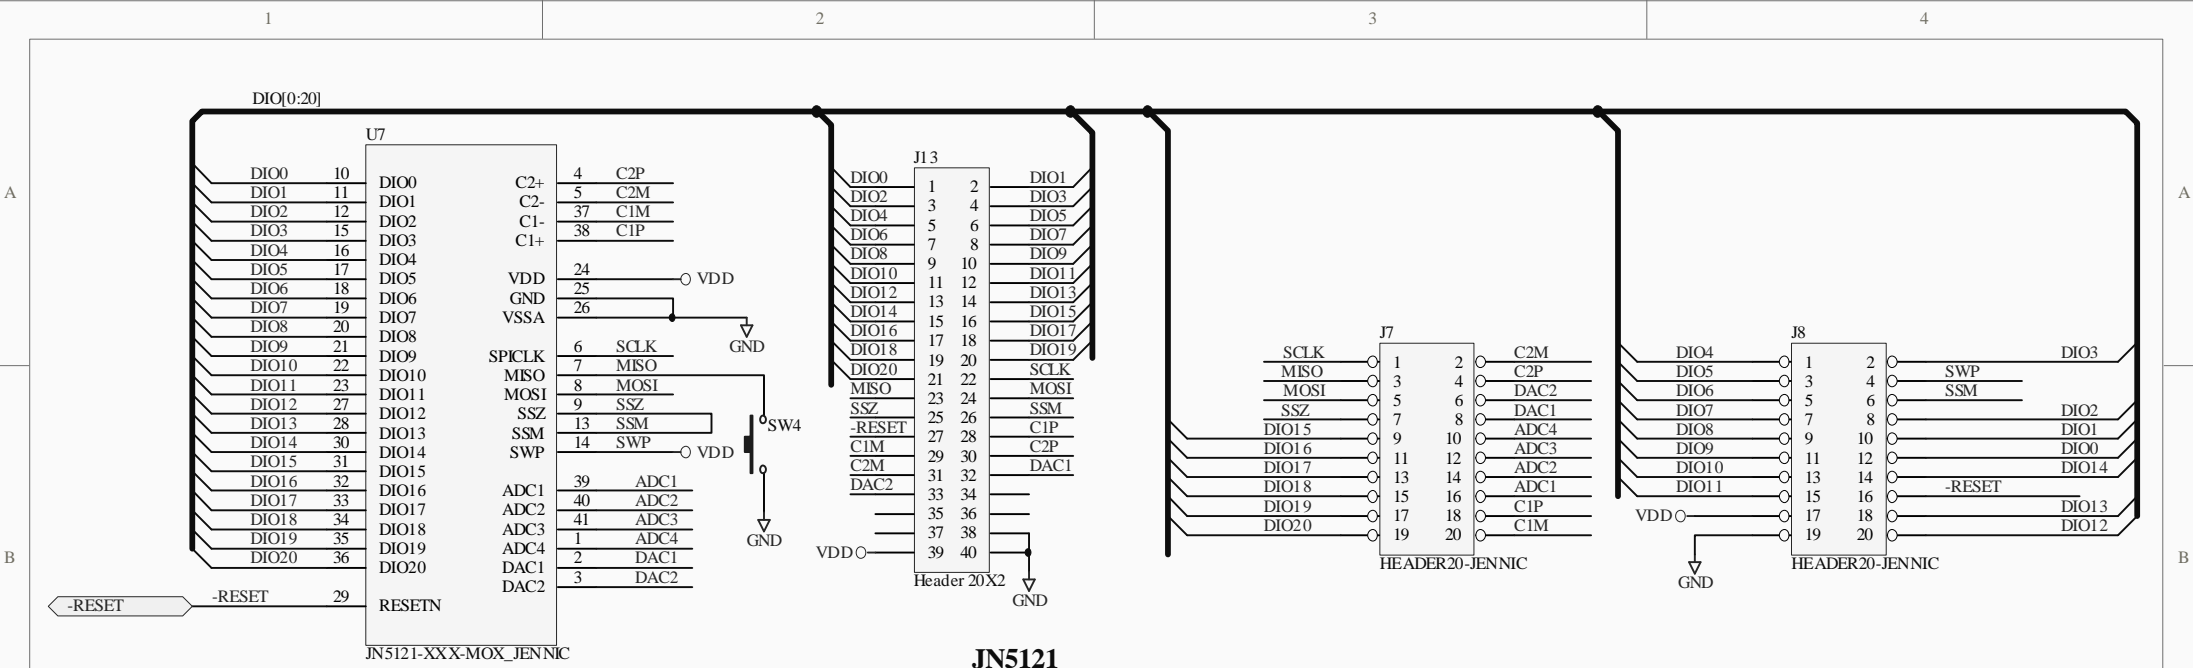 1 2 3 4
A A
B B
DIO[0:20]
U7
DIO0 10 DIO0 C2+ 4 C2P
DIO1 11 DIO1 C2- 5 C2M
DIO2 12 DIO2 C1- 37 C1M
DIO3 15 DIO3 C1+ 38 C1P
DIO4 16 DIO4
DIO5 17 DIO5 VDD 24 VDD
DIO6 18 DIO6 GND 25
DIO7 19 DIO7 VSSA 26
GND
DIO8 20 DIO8
DIO9 21 DIO9 SPICLK 6 SCLK
DIO10 22 DIO10 MISO 7 MISO
DIO11 23 DIO11 MOSI 8 MOSI
DIO12 27 DIO12 SSZ 9 SSZ
DIO13 28 DIO13 SSM 13 SSM
SW4
DIO14 30 DIO14 SWP 14 SWP VDD
DIO15 31 DIO15
DIO16 32 DIO16 ADC1 39 ADC1
DIO17 33 DIO17 ADC2 40 ADC2
DIO18 34 DIO18 ADC3 41 ADC3
GND
DIO19 35 DIO19 ADC4 1 ADC4
DIO20 36 DIO20 DAC1 2 DAC1
DAC2 3 DAC2
-RESET -RESET 29 RESETN
JN5121-XXX-MOX_JENNIC
J13
DIO0 1 2 DIO1
DIO2 3 4 DIO3
DIO4 5 6 DIO5
DIO6 7 8 DIO7
DIO8 9 10 DIO9
DIO10 11 12 DIO11
DIO12 13 14 DIO13
DIO14 15 16 DIO15
DIO16 17 18 DIO17
DIO18 19 20 DIO19
DIO20 21 22 SCLK
MISO 23 24 MOSI
SSZ 25 26 SSM
-RESET 27 28 C1P
C1M 29 30 C2P
C2M 31 32 DAC1
DAC2 33 34
35 36
37 38
VDD 39 40
Header 20X2
GND
J7
SCLK 1 2 C2M
MISO 3 4 C2P
MOSI 5 6 DAC2
SSZ 7 8 DAC1
DIO15 9 10 ADC4
DIO16 11 12 ADC3
DIO17 13 14 ADC2
DIO18 15 16 ADC1
DIO19 17 18 C1P
DIO20 19 20 C1M
HEADER20-JENNIC
J8
DIO4 1 2 DIO3
DIO5 3 4 SWP
DIO6 5 6 SSM
DIO7 7 8 DIO2
DIO8 9 10 DIO1
DIO9 11 12 DIO0
DIO10 13 14 DIO14
DIO11 15 16 -RESET
VDD 17 18 DIO13
19 20 DIO12
HEADER20-JENNIC
GND
JN5121